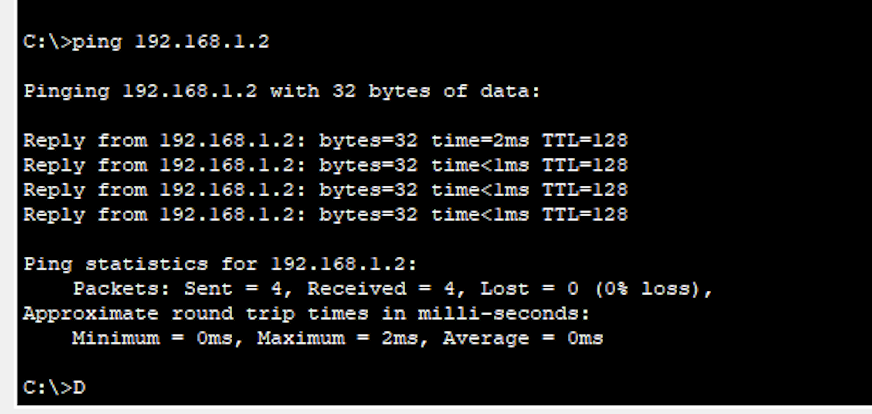 C:\>ping 192.168.1.2
Pinging 192.168.1.2 with 32 bytes of data:
Reply from 192.168.1.2: bytes=32 time=2ms TTL=128
Reply from 192.168.1.2: bytes=32 time<1ms TTL=128
Reply from 192.168.1.2: bytes=32 time<1ms TTL=128
Reply from 192.168.1.2: bytes=32 time<1ms TTL=128
Ping statistics for 192.168.1.2:
    Packets: Sent = 4, Received = 4, Lost = 0 (0% loss),
Approximate round trip times in milli-seconds:
    Minimum = 0ms, Maximum = 2ms, Average = 0ms
C:\>D